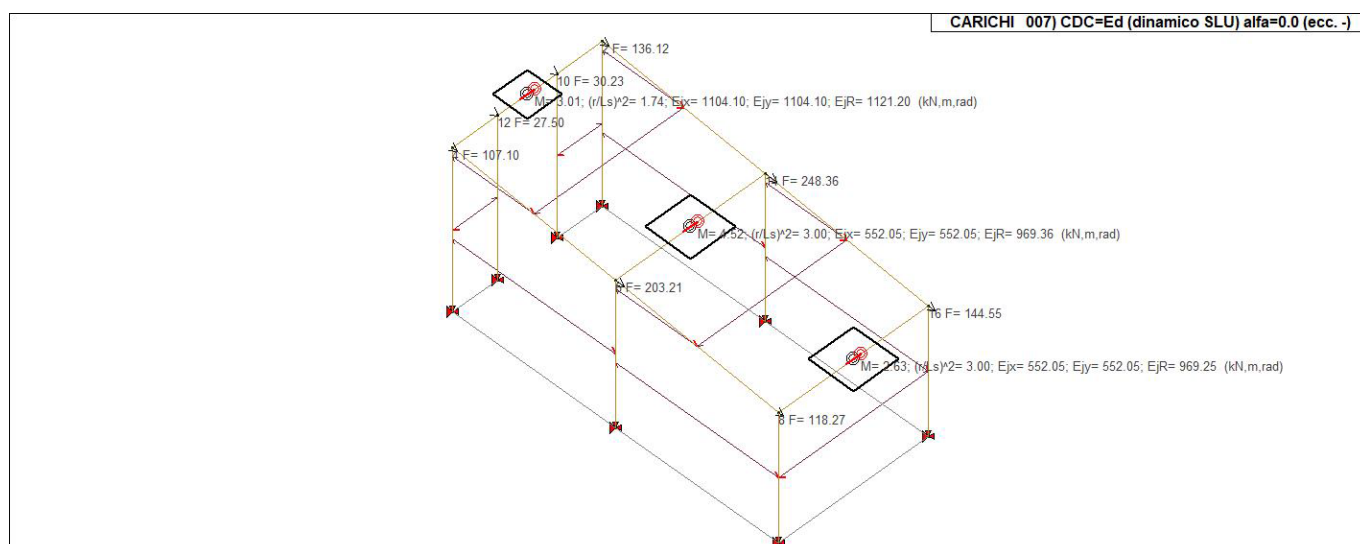 CARICHI 007) CDC=Ed (dinamico SLU) alfa=0.0 (ecc. -)
F= 136.12
10 F= 30.23
M= 3.01; (r/Ls)^2= 1.74; Ejx= 1104.10; Ejy= 1104.10; EjR= 1121.20 (kN,m,rad)
12 F= 27.50
F= 107.10
F= 248.36
M= 4.52; (r/Ls)^2= 3.00; Ejx= 552.05; Ejy= 552.05; EjR= 969.36 (kN,m,rad)
F= 203.21
16 F= 144.55
M= 2.63; (r/Ls)^2= 3.00; Ejx= 552.05; Ejy= 552.05; EjR= 969.25 (kN,m,rad)
8 F= 118.27